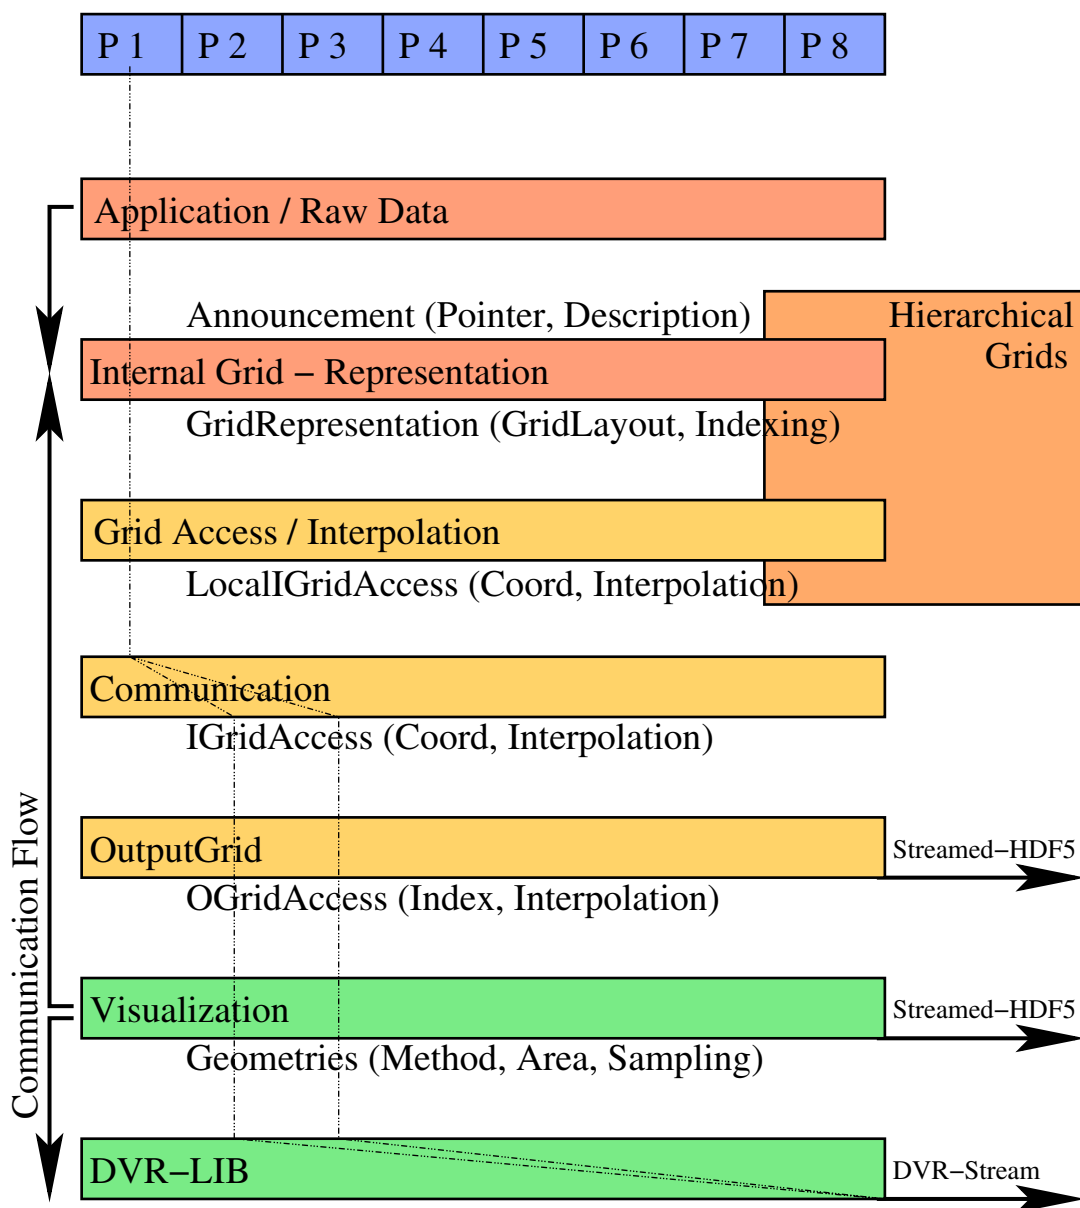 P 1 P 2 P 3 P 4 P 5 P 6 P 7 P 8
Application / Raw Data
Announcement (Pointer, Description)
Hierarchical
Grids
Internal Grid − Representation
GridRepresentation (GridLayout, Indexing)
Grid Access / Interpolation
LocalIGridAccess (Coord, Interpolation)
Communication
IGridAccess (Coord, Interpolation)
OutputGrid
Streamed−HDF5
OGridAccess (Index, Interpolation)
Visualization
Streamed−HDF5
Geometries (Method, Area, Sampling)
DVR−LIB
DVR−Stream
Communication Flow